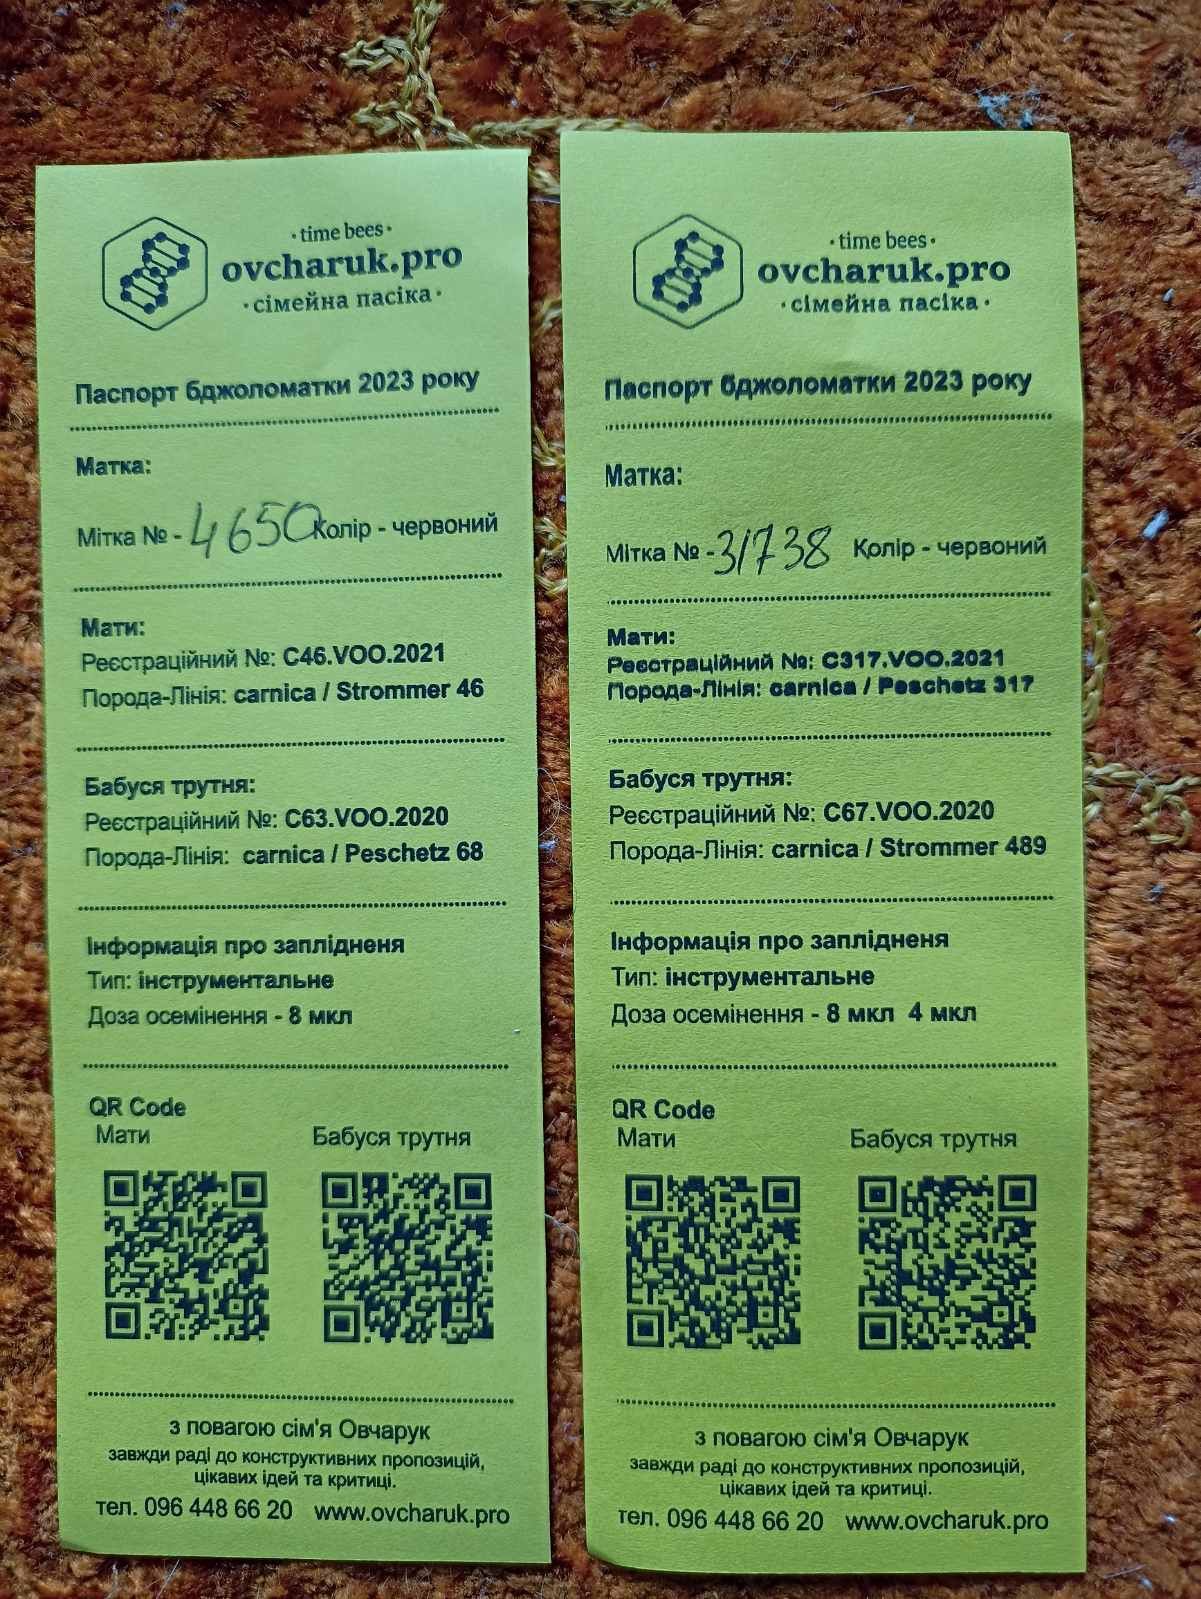 · time bees ·
ovcharuk.pro
· сімейна пасіка ·
Паспорт бджоломатки 2023 року
Матка:
Мітка № - 4650 Колір - червоний
Мати:
Реєстраційний №: C46.VOO.2021
Порода-Лінія: carnica / Strommer 46
Бабуся трутня:
Реєстраційний №: C63.VOO.2020
Порода-Лінія: carnica / Peschetz 68
Інформація про заплідненя
Тип: інструментальне
Доза осемінення - 8 мкл
QR Code
Мати Бабуся трутня
з повагою сім'я Овчарук
завжди раді до конструктивних пропозицій,
цікавих ідей та критиці.
тел. 096 448 66 20 www.ovcharuk.pro
· time bees ·
ovcharuk.pro
· сімейна пасіка ·
Паспорт бджоломатки 2023 року
Матка:
Мітка № - 31738 Колір - червоний
Мати:
Реєстраційний №: C317.VOO.2021
Порода-Лінія: carnica / Peschetz 317
Бабуся трутня:
Реєстраційний №: C67.VOO.2020
Порода-Лінія: carnica / Strommer 489
Інформація про заплідненя
Тип: інструментальне
Доза осемінення - 8 мкл 4 мкл
QR Code
Мати Бабуся трутня
з повагою сім'я Овчарук
завжди раді до конструктивних пропозицій,
цікавих ідей та критиці.
тел. 096 448 66 20 www.ovcharuk.pro